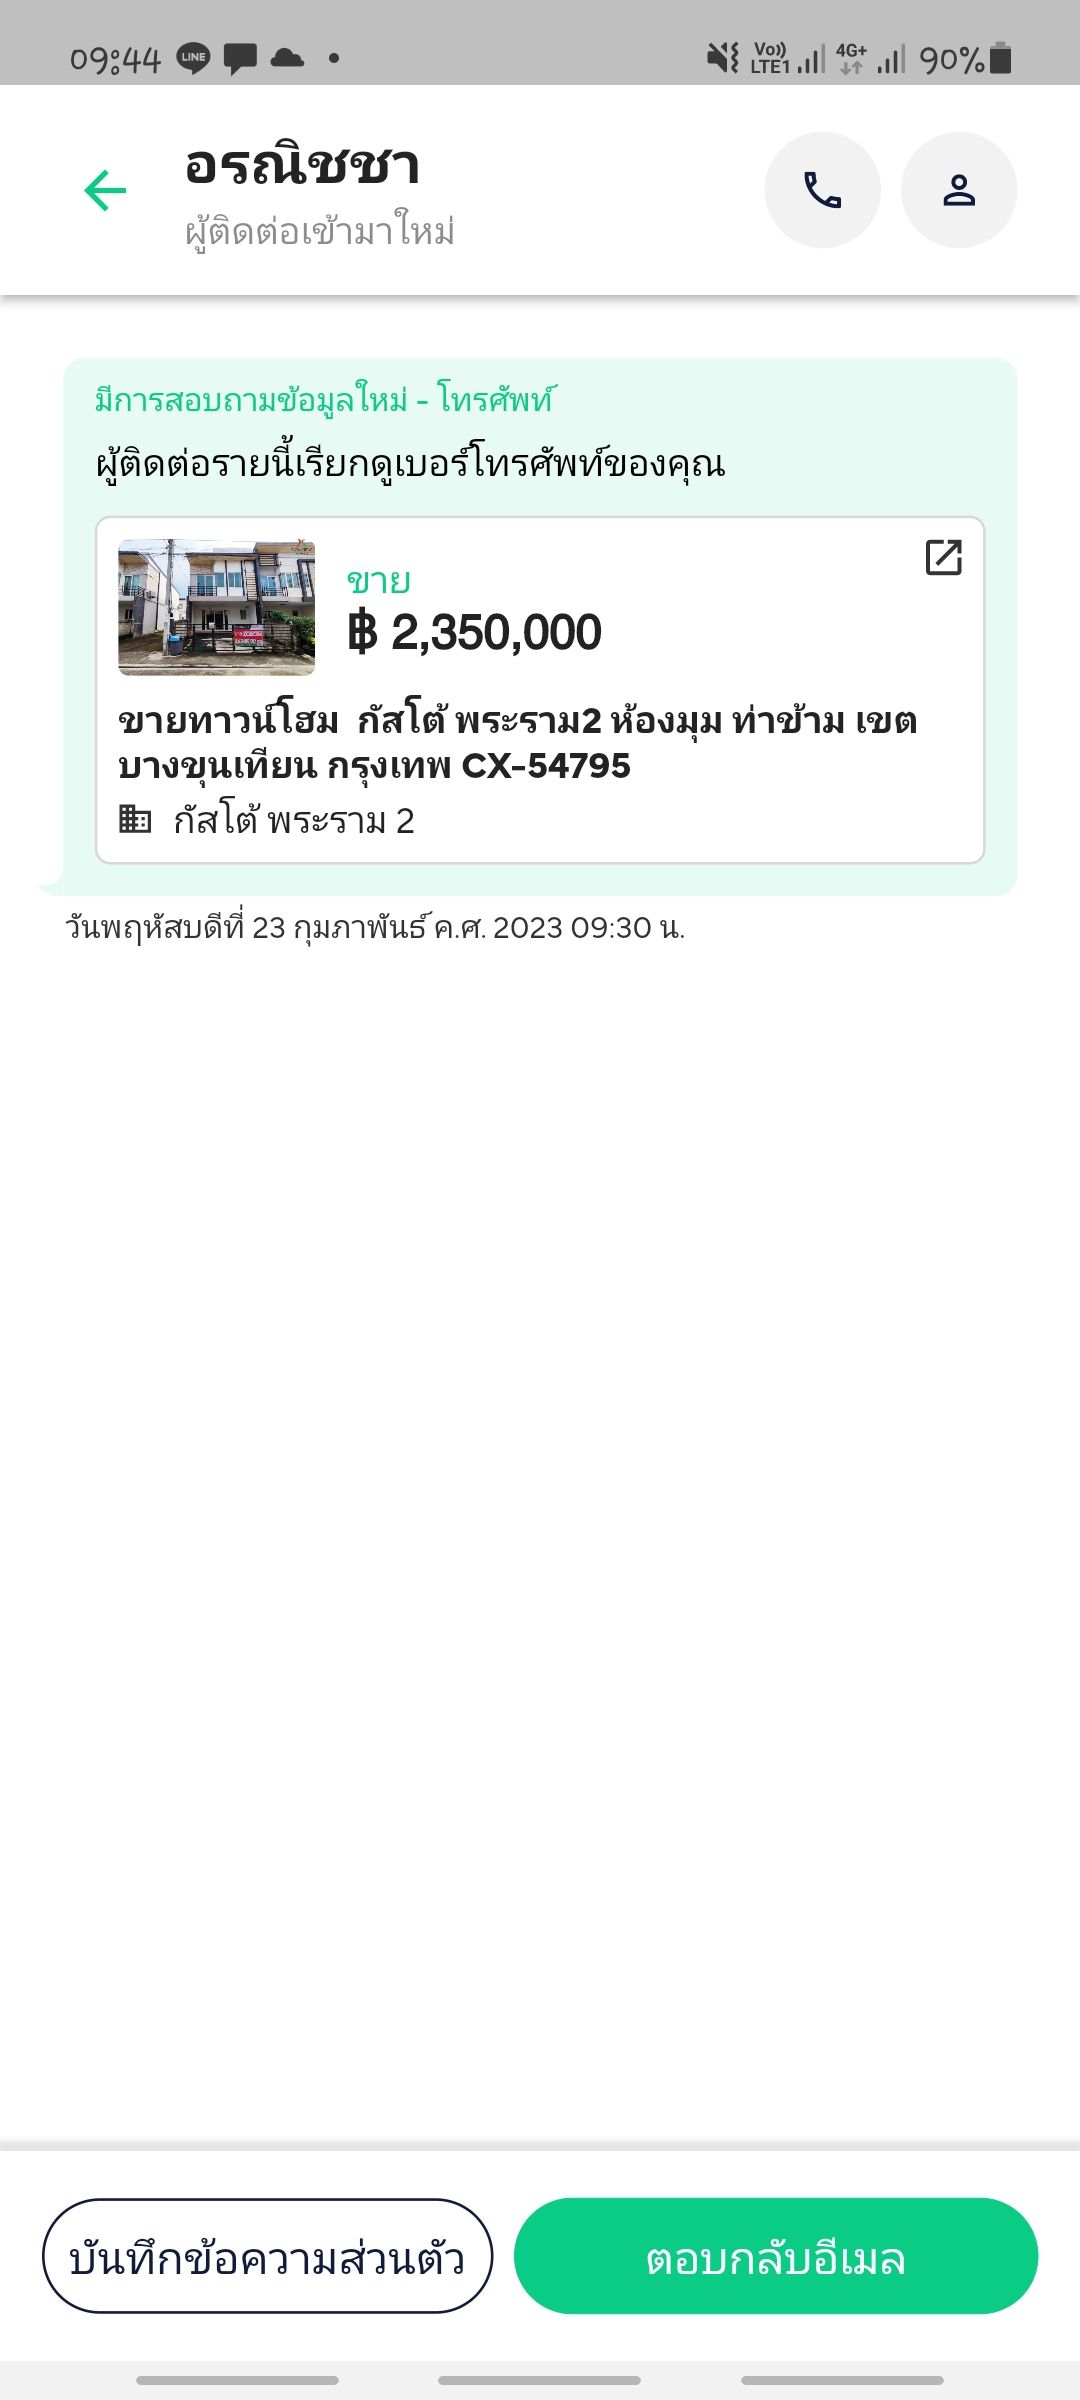 09:44 LINE Vo)) LTE1 4G+ 90%
อรณิชชา
ผู้ติดต่อเข้ามาใหม่
มีการสอบถามข้อมูลใหม่ - โทรศัพท์
ผู้ติดต่อรายนี้เรียกดูเบอร์โทรศัพท์ของคุณ
ขาย
฿ 2,350,000
ขายทาวน์โฮม กัสโต้ พระราม2 ห้องมุม ท่าข้าม เขต
บางขุนเทียน กรุงเทพ CX-54795
กัสโต้ พระราม 2
วันพฤหัสบดีที่ 23 กุมภาพันธ์ ค.ศ. 2023 09:30 น.
บันทึกข้อความส่วนตัว
ตอบกลับอีเมล